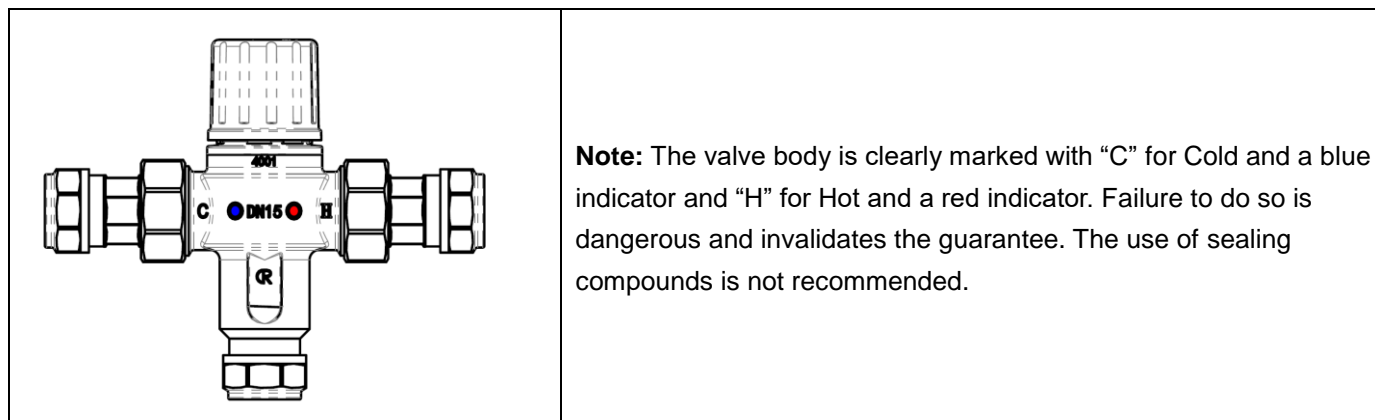 4001
C DN15 H
CR
Note: The valve body is clearly marked with “C” for Cold and a blue
indicator and “H” for Hot and a red indicator. Failure to do so is
dangerous and invalidates the guarantee. The use of sealing
compounds is not recommended.